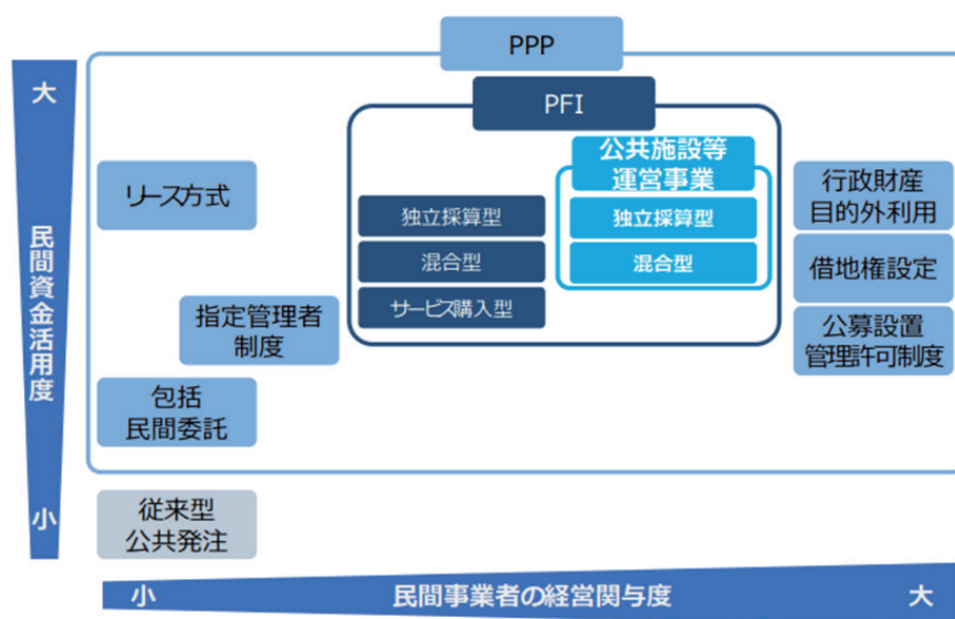 PPP
PFI
大
民間資金活用度
小
リース方式
指定管理者
制度
包括
民間委託
従来型
公共発注
独立採算型
混合型
サービス購入型
公共施設等
運営事業
独立採算型
混合型
行政財産
目的外利用
借地権設定
公募設置
管理許可制度
小
民間事業者の経営関与度
大